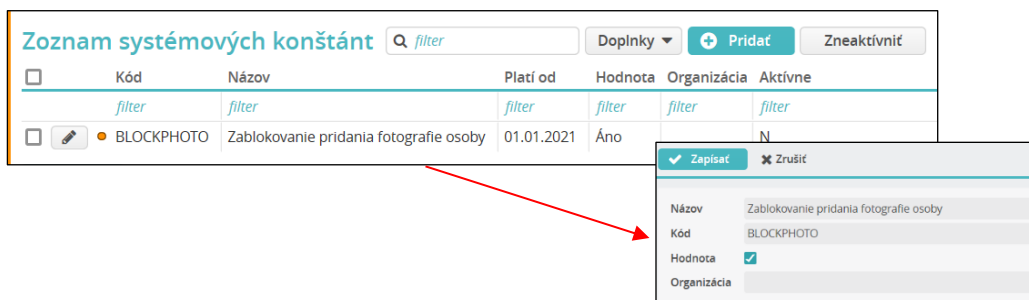 Zoznam systémových konštánt filter Doplnky Pridať Zneaktívniť
Kód Názov Platí od Hodnota Organizácia Aktívne
filter filter filter filter filter filter
BLOCKPHOTO Zablokovanie pridania fotografie osoby 01.01.2021 Áno N
Zapísať Zrušiť
Názov Zablokovanie pridania fotografie osoby
Kód BLOCKPHOTO
Hodnota
Organizácia